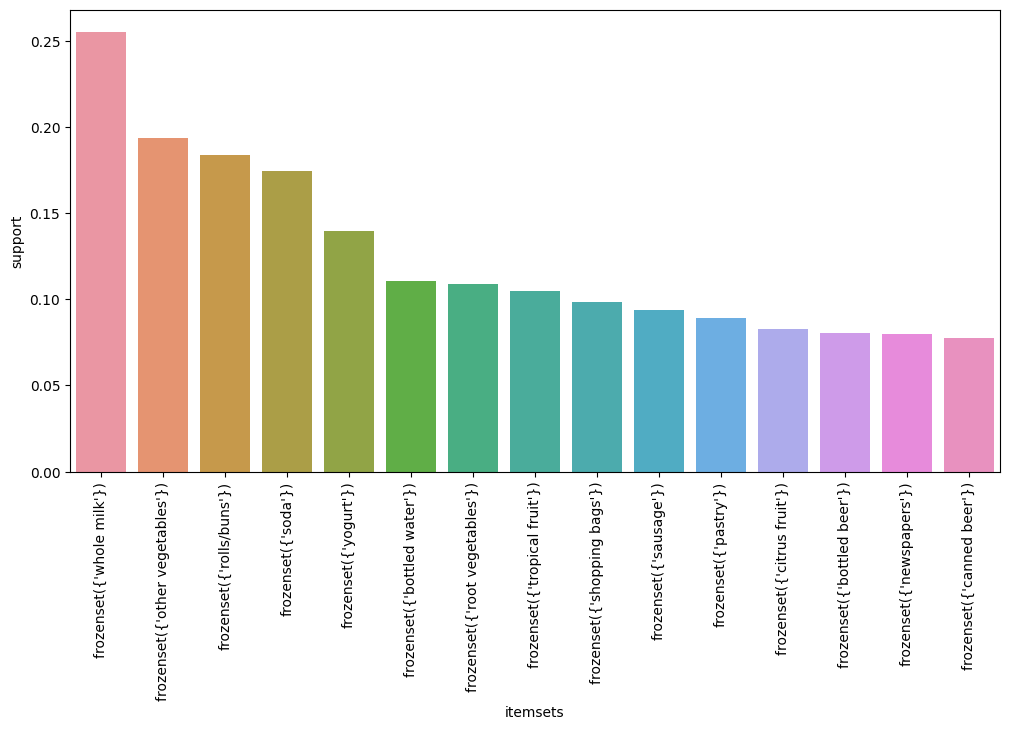 0.25
0.20
0.15
0.10
0.05
0.00
support
frozenset({'whole milk'})
frozenset({'other vegetables'})
frozenset({'rolls/buns'})
frozenset({'soda'})
frozenset({'yogurt'})
frozenset({'bottled water'})
frozenset({'root vegetables'})
frozenset({'tropical fruit'})
frozenset({'shopping bags'})
frozenset({'sausage'})
frozenset({'pastry'})
frozenset({'citrus fruit'})
frozenset({'bottled beer'})
frozenset({'newspapers'})
frozenset({'canned beer'})
itemsets